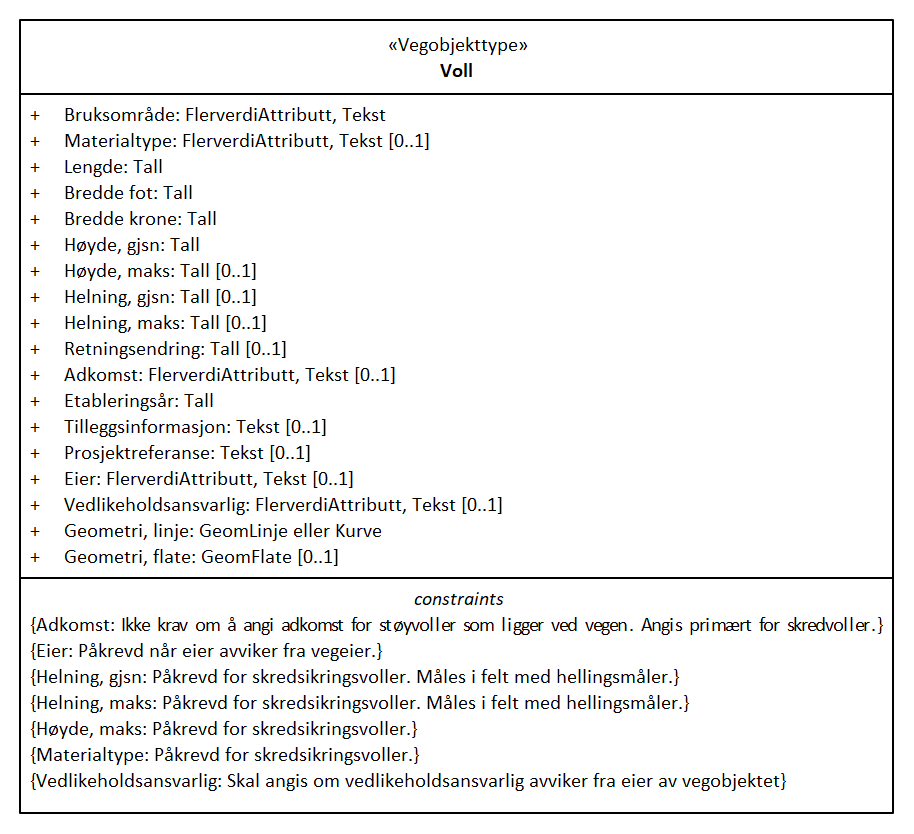 «Vegobjekttype»
Voll
+ Bruksområde: FlerverdiAttributt, Tekst
+ Materialtype: FlerverdiAttributt, Tekst [0..1]
+ Lengde: Tall
+ Bredde fot: Tall
+ Bredde krone: Tall
+ Høyde, gjsn: Tall
+ Høyde, maks: Tall [0..1]
+ Helning, gjsn: Tall [0..1]
+ Helning, maks: Tall [0..1]
+ Retningsendring: Tall [0..1]
+ Adkomst: FlerverdiAttributt, Tekst [0..1]
+ Etableringsår: Tall
+ Tilleggsinformasjon: Tekst [0..1]
+ Prosjektreferanse: Tekst [0..1]
+ Eier: FlerverdiAttributt, Tekst [0..1]
+ Vedlikeholdsansvarlig: FlerverdiAttributt, Tekst [0..1]
+ Geometri, linje: GeomLinje eller Kurve
+ Geometri, flate: GeomFlate [0..1]
constraints
{Adkomst: Ikke krav om å angi adkomst for støyvoller som ligger ved vegen. Angis primært for skredvoller.}
{Eier: Påkrevd når eier avviker fra vegeier.}
{Helning, gjsn: Påkrevd for skredsikringsvoller. Måles i felt med hellingsmåler.}
{Helning, maks: Påkrevd for skredsikringsvoller. Måles i felt med hellingsmåler.}
{Høyde, maks: Påkrevd for skredsikringsvoller.}
{Materialtype: Påkrevd for skredsikringsvoller.}
{Vedlikeholdsansvarlig: Skal angis om vedlikeholdsansvarlig avviker fra eier av vegobjektet}